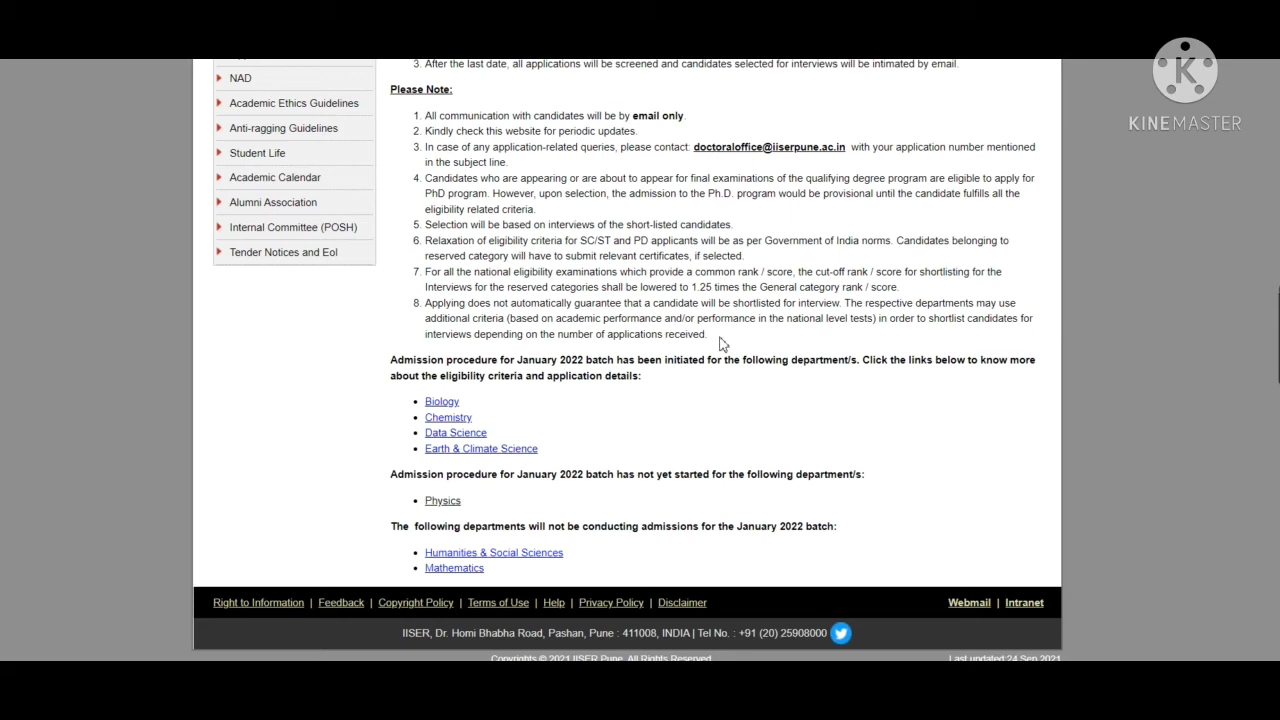 NAD
Academic Ethics Guidelines
Anti-ragging Guidelines
Student Life
Academic Calendar
Alumni Association
Internal Committee (POSH)
Tender Notices and EoI
3. After the last date, all applications will be screened and candidates selected for interviews will be intimated by email.
Please Note:
1. All communication with candidates will be by email only.
2. Kindly check this website for periodic updates.
3. In case of any application-related queries, please contact: doctoraloffice@iiserpune.ac.in with your application number mentioned
in the subject line.
4. Candidates who are appearing or are about to appear for final examinations of the qualifying degree program are eligible to apply for
PhD program. However, upon selection, the admission to the Ph.D. program would be provisional until the candidate fulfills all the
eligibility related criteria.
5. Selection will be based on interviews of the short-listed candidates.
6. Relaxation of eligibility criteria for SC/ST and PD applicants will be as per Government of India norms. Candidates belonging to
reserved category will have to submit relevant certificates, if selected.
7. For all the national eligibility examinations which provide a common rank / score, the cut-off rank / score for shortlisting for the
Interviews for the reserved categories shall be lowered to 1.25 times the General category rank / score.
8. Applying does not automatically guarantee that a candidate will be shortlisted for interview. The respective departments may use
additional criteria (based on academic performance and/or performance in the national level tests) in order to shortlist candidates for
interviews depending on the number of applications received.
Admission procedure for January 2022 batch has been initiated for the following department/s. Click the links below to know more
about the eligibility criteria and application details:
• Biology
• Chemistry
• Data Science
• Earth & Climate Science
Admission procedure for January 2022 batch has not yet started for the following department/s:
• Physics
The following departments will not be conducting admissions for the January 2022 batch:
• Humanities & Social Sciences
• Mathematics
Right to Information | Feedback | Copyright Policy | Terms of Use | Help | Privacy Policy | Disclaimer
Webmail | Intranet
IISER, Dr. Homi Bhabha Road, Pashan, Pune : 411008, INDIA | Tel No. : +91 (20) 25908000
Copyrights © 2021 IISER Pune. All Rights Reserved
Last updated:24 Sep 2021
K
KINEMASTER